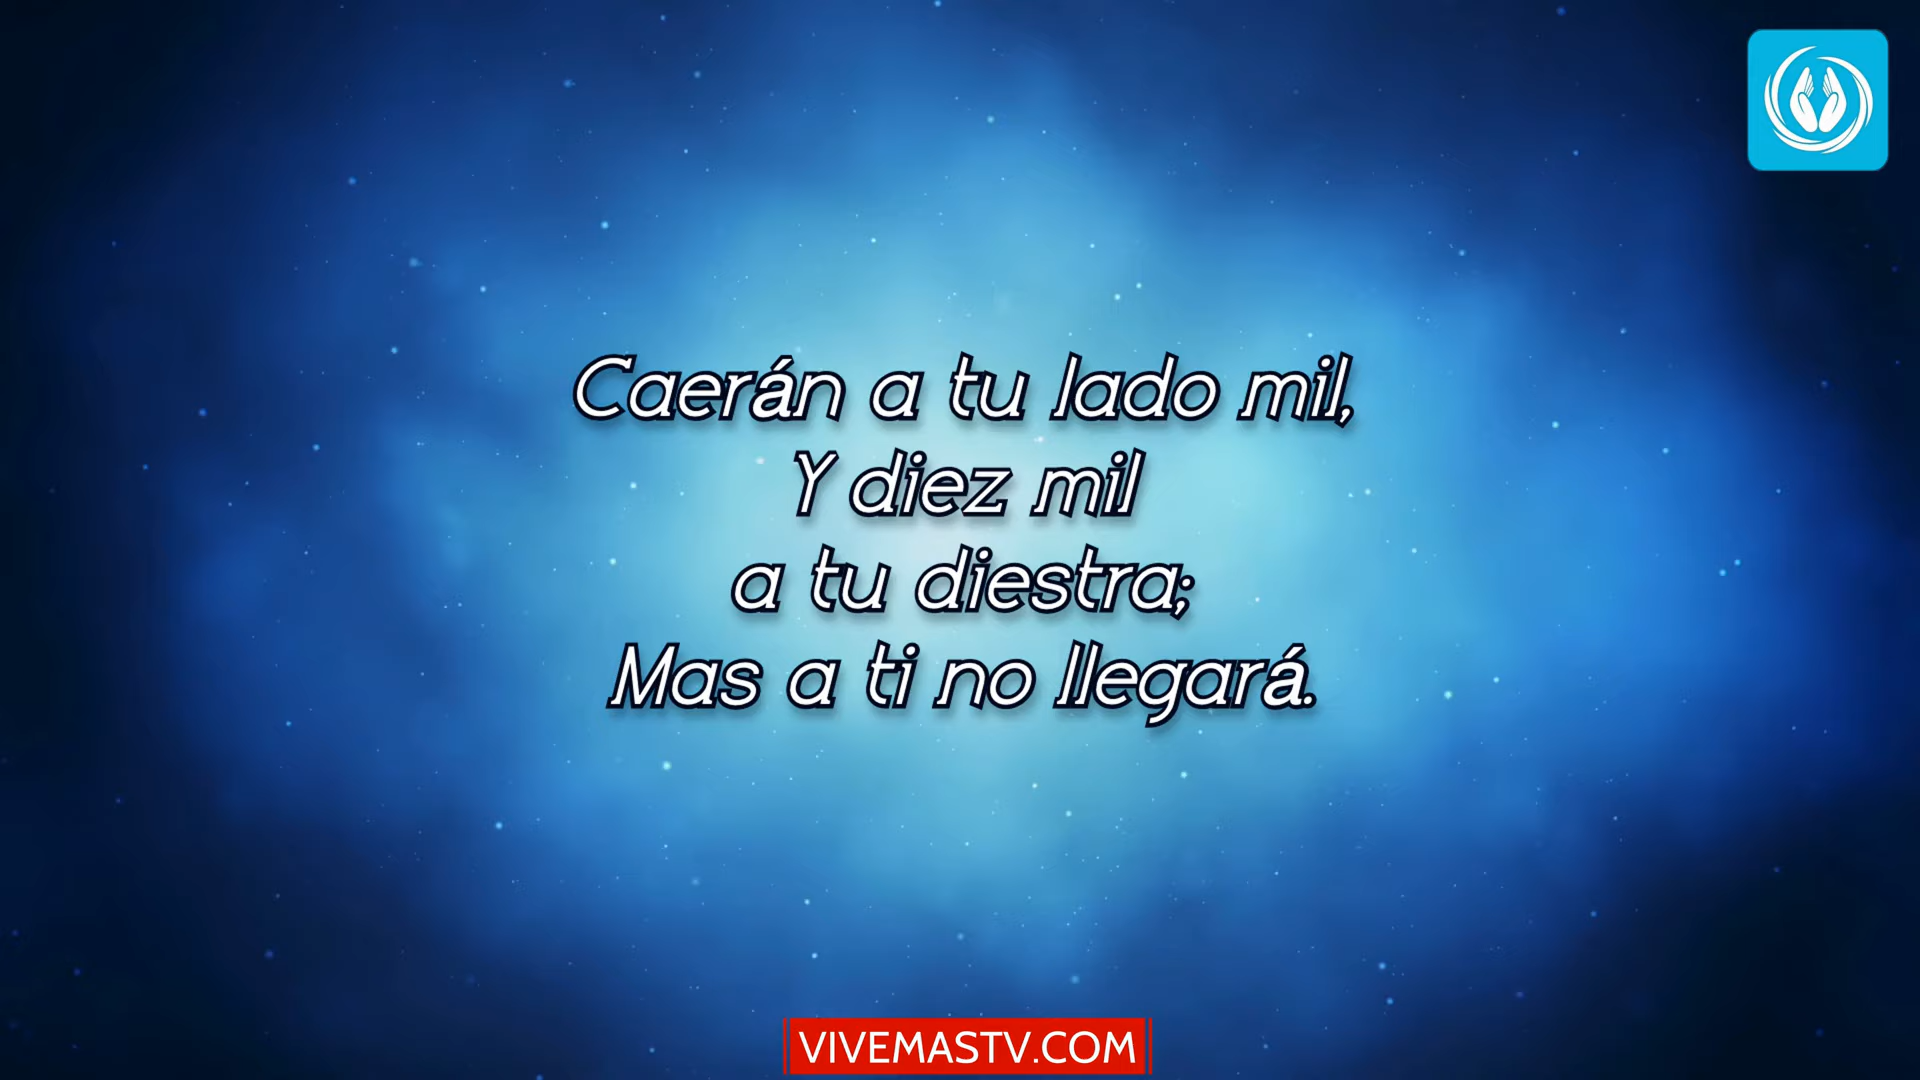 Caerán a tu lado mil,
Y diez mil
a tu diestra;
Mas a ti no llegará.
VIVEMASTV.COM